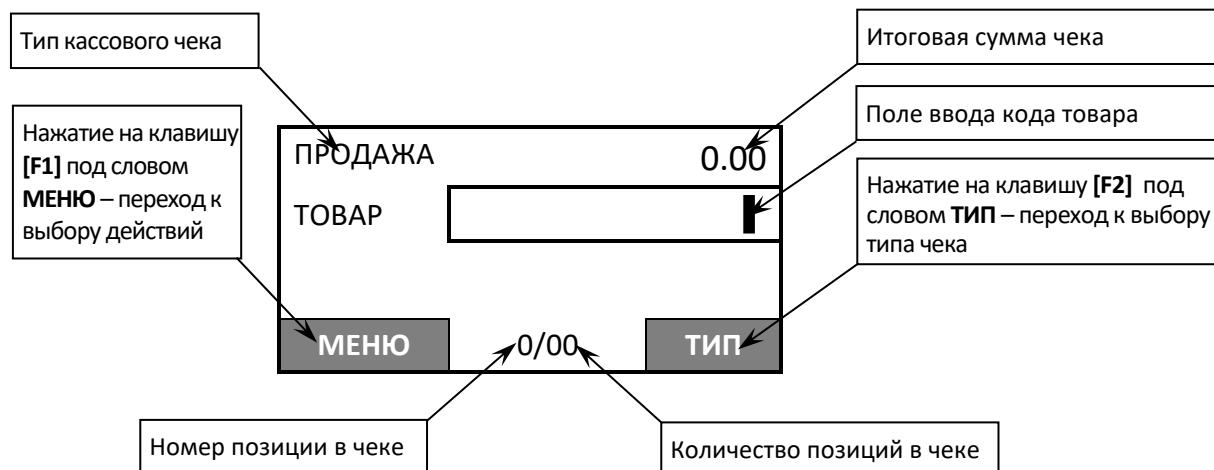 Тип кассового чека
Итоговая сумма чека
Нажатие на клавишу
[F1] под словом
МЕНЮ – переход к
выбору действий
Поле ввода кода товара
Нажатие на клавишу [F2] под
словом ТИП – переход к выбору
типа чека
ПРОДАЖА 0.00
ТОВАР
МЕНЮ 0/00 ТИП
Номер позиции в чеке
Количество позиций в чеке